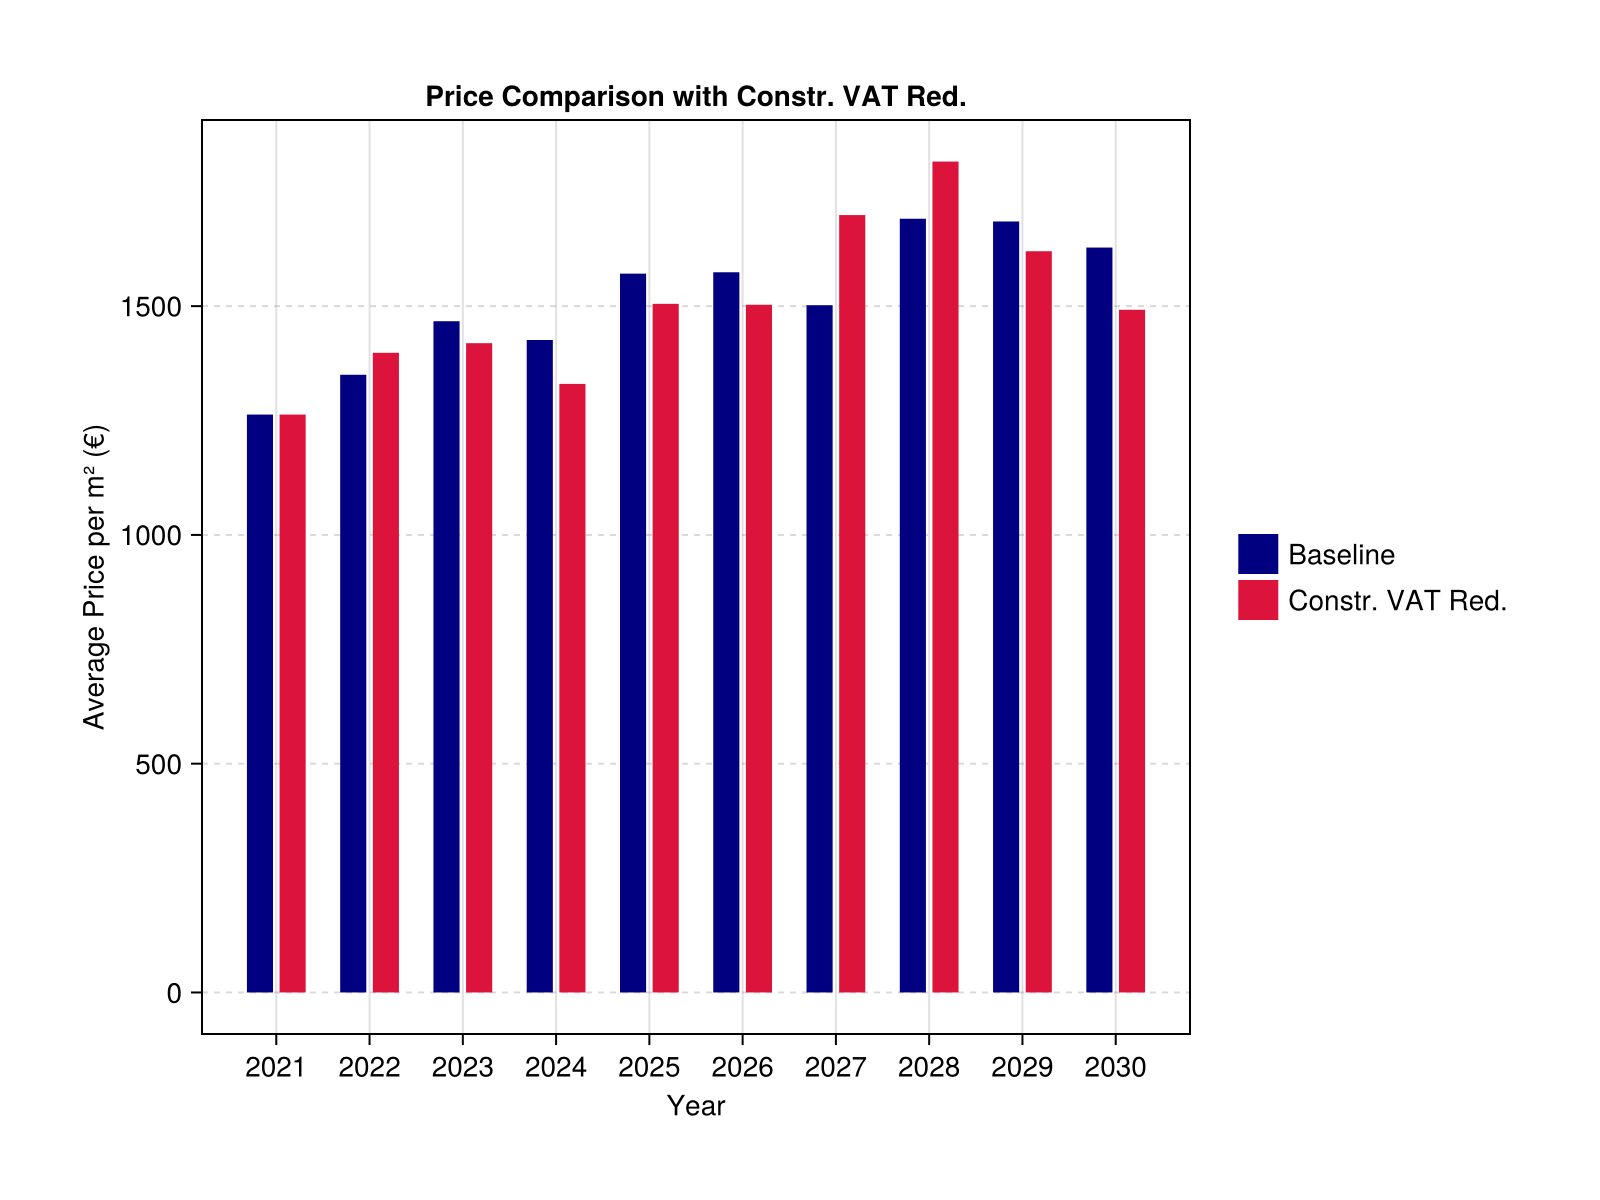 Price Comparison with Constr. VAT Red.
Average Price per m² (€)
1500
1000
500
0
2021 2022 2023 2024 2025 2026 2027 2028 2029 2030
Year
Baseline
Constr. VAT Red.